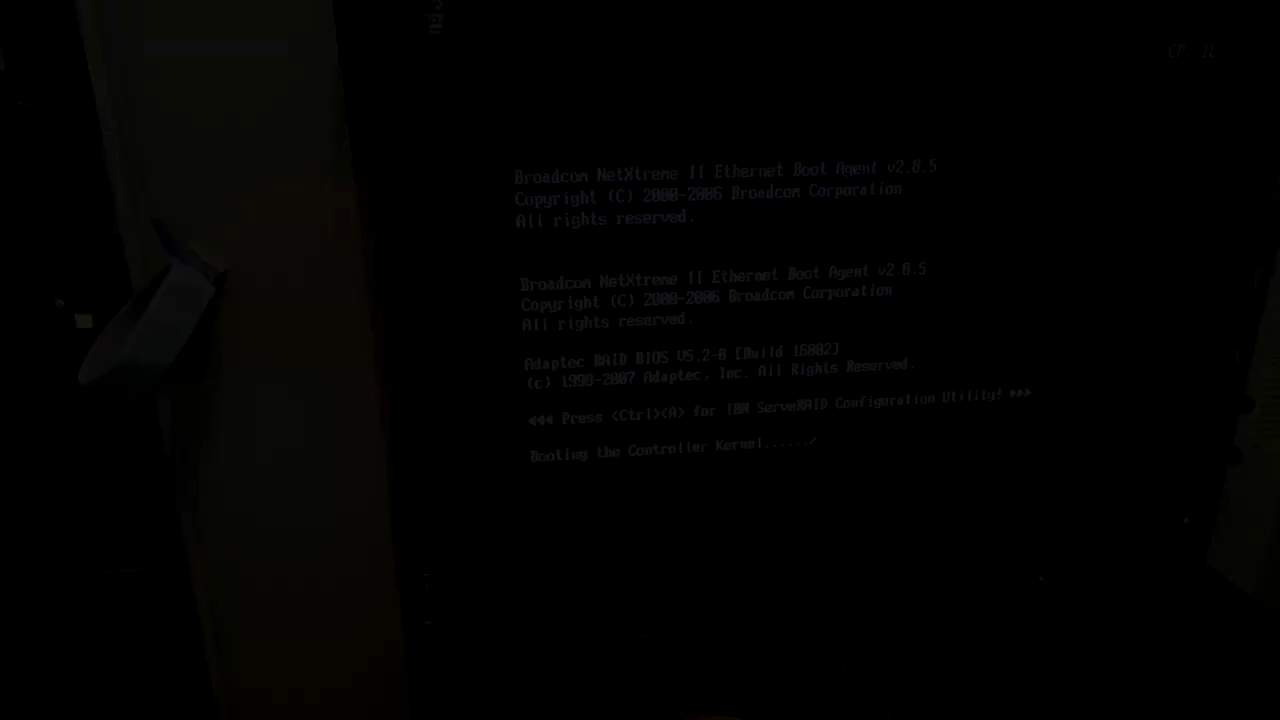 Broadcom NetXtreme II Ethernet Boot Agent v2.8.5
Copyright (C) 2000-2006 Broadcom Corporation
All rights reserved.
Broadcom NetXtreme II Ethernet Boot Agent v2.8.5
Copyright (C) 2000-2006 Broadcom Corporation
All rights reserved.
Adaptec RAID BIOS V5.2-0 [Build 15802]
(c) 1998-2007 Adaptec, Inc. All Rights Reserved.
<<< Press <Ctrl><A> for IBM ServeRAID Configuration Utility! >>>
Booting the Controller Kernel....../